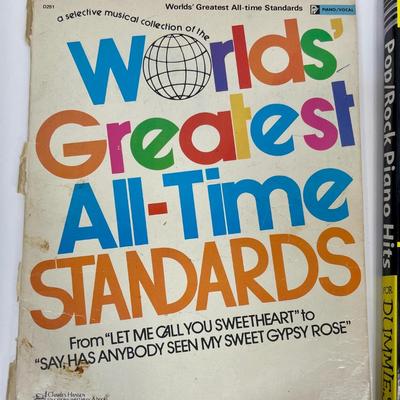 D251
Worlds' Greatest All-time Standards
PIANO/VOCAL
a selective musical collection of the
Worlds'
Greatest
All-Time
STANDARDS
From "LET ME CALL YOU SWEETHEART" to
"SAY, HAS ANYBODY SEEN MY SWEET GYPSY ROSE"
Charles Hansen
Pop/Rock Piano Hits
FOR
DUMMIES